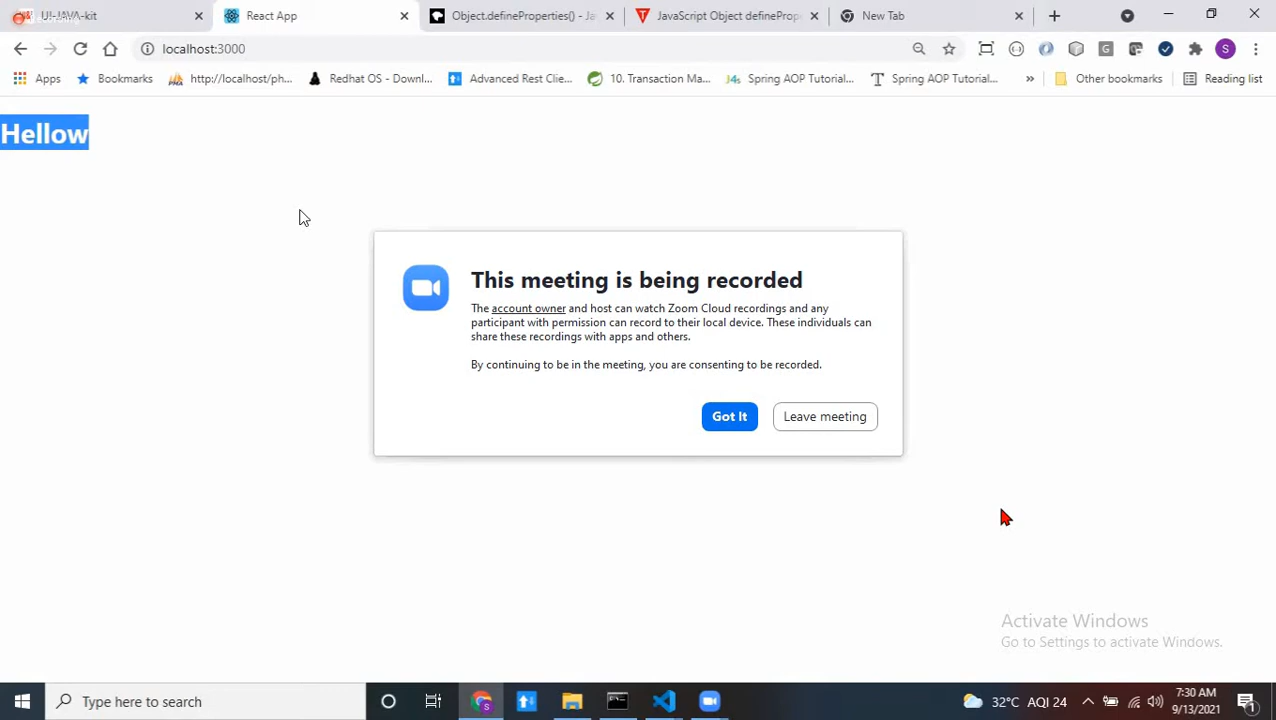 UI-JAVA-kit
React App
Object.defineProperties() - Ja
JavaScript Object definePrope
New Tab
localhost:3000
Apps
Bookmarks
http://localhost/ph...
Redhat OS - Downl...
Advanced Rest Clie...
10. Transaction Ma...
Spring AOP Tutorial...
Spring AOP Tutorial...
»
Other bookmarks
Reading list
Hellow
This meeting is being recorded
The account owner and host can watch Zoom Cloud recordings and any
participant with permission can record to their local device. These individuals can
share these recordings with apps and others.
By continuing to be in the meeting, you are consenting to be recorded.
Got It
Leave meeting
Activate Windows
Go to Settings to activate Windows.
Type here to search
32°C AQI 24
7:30 AM
9/13/2021